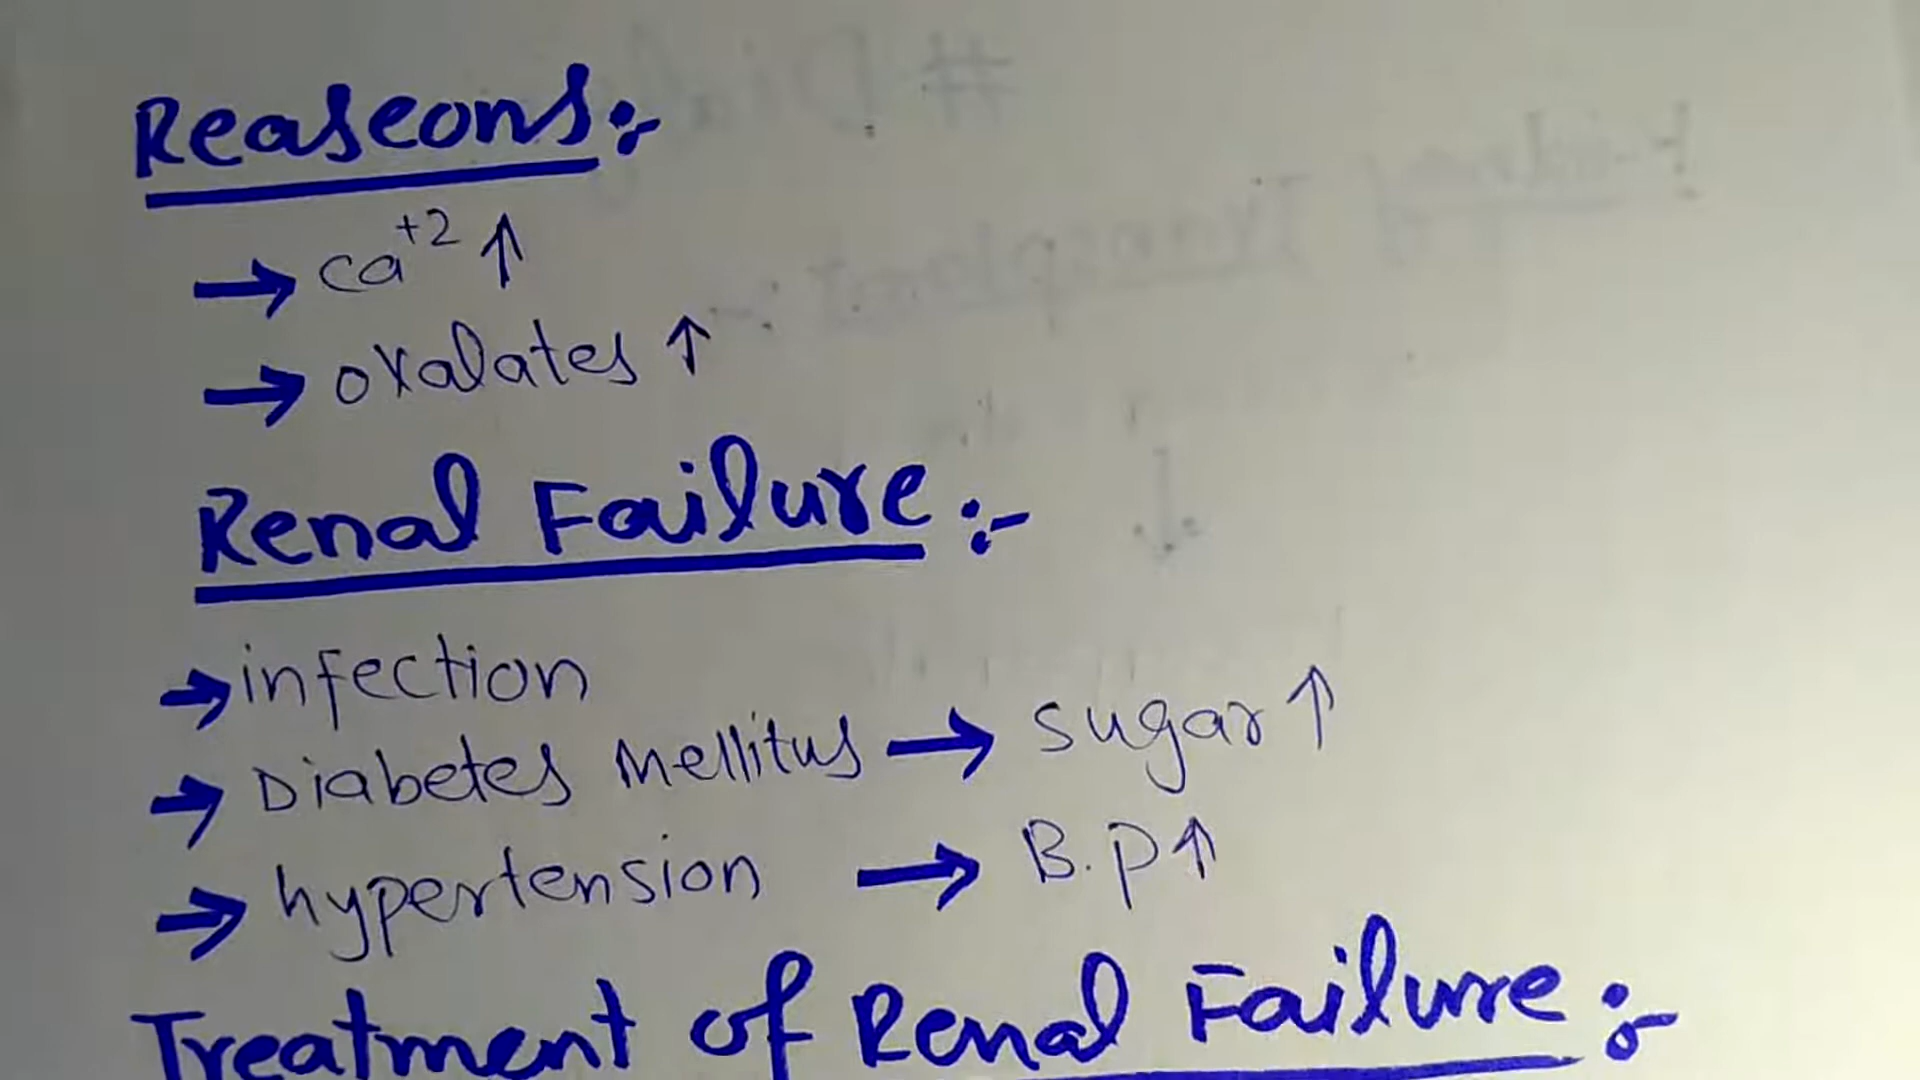 Reaseons:-
→ Ca⁺² ↑
→ oxalates ↑
Renal Failure :-
→ infection
→ Diabetes Mellitus → sugar ↑
→ hypertension → B.P ↑
Treatment of Renal Failure :-